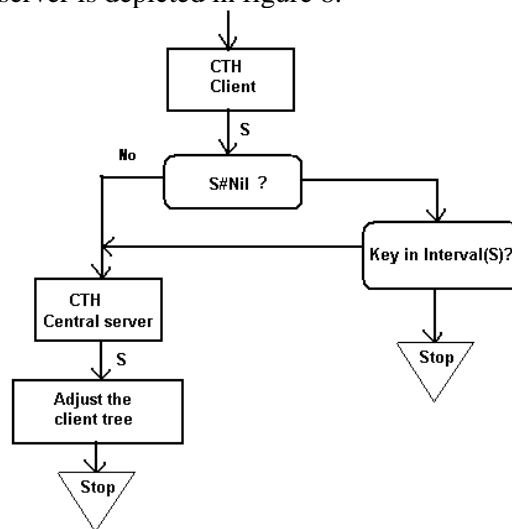 server is depicted in figure 8.
CTH
Client
S
No
S#Nil ?
Key in Interval(S)?
CTH
Central server
S
Stop
Adjust the
client tree
Stop